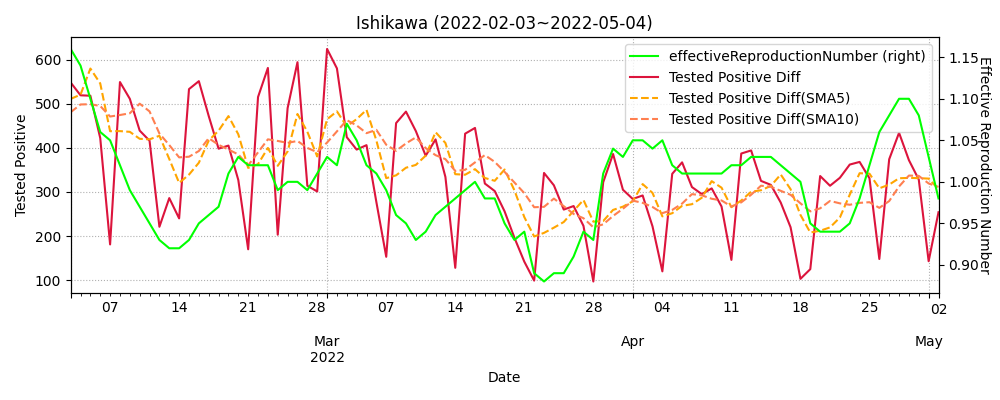 Ishikawa (2022-02-03~2022-05-04)
effectiveReproductionNumber (right)
Tested Positive Diff
Tested Positive Diff(SMA5)
Tested Positive Diff(SMA10)
Tested Positive
600
500
400
300
200
100
1.15
1.10
1.05
1.00
0.95
0.90
Effective Reproduction Number
07 14 21 28 07 14 21 28 04 11 18 25 02
Mar Apr May
2022
Date